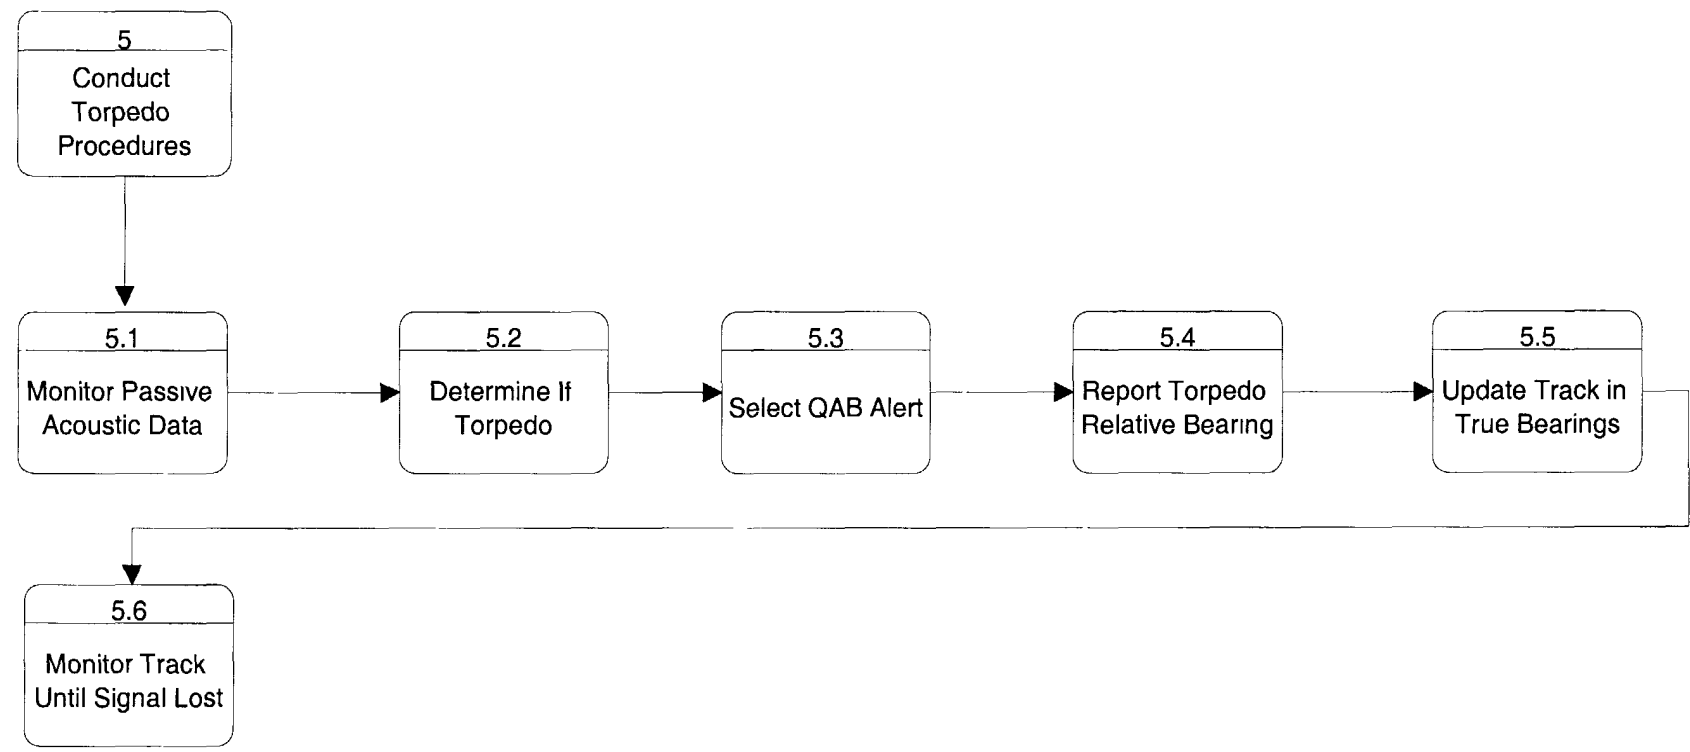 5
Conduct
Torpedo
Procedures
5.1
Monitor Passive
Acoustic Data
5.2
Determine If
Torpedo
5.3
Select QAB Alert
5.4
Report Torpedo
Relative Bearing
5.5
Update Track in
True Bearings
5.6
Monitor Track
Until Signal Lost